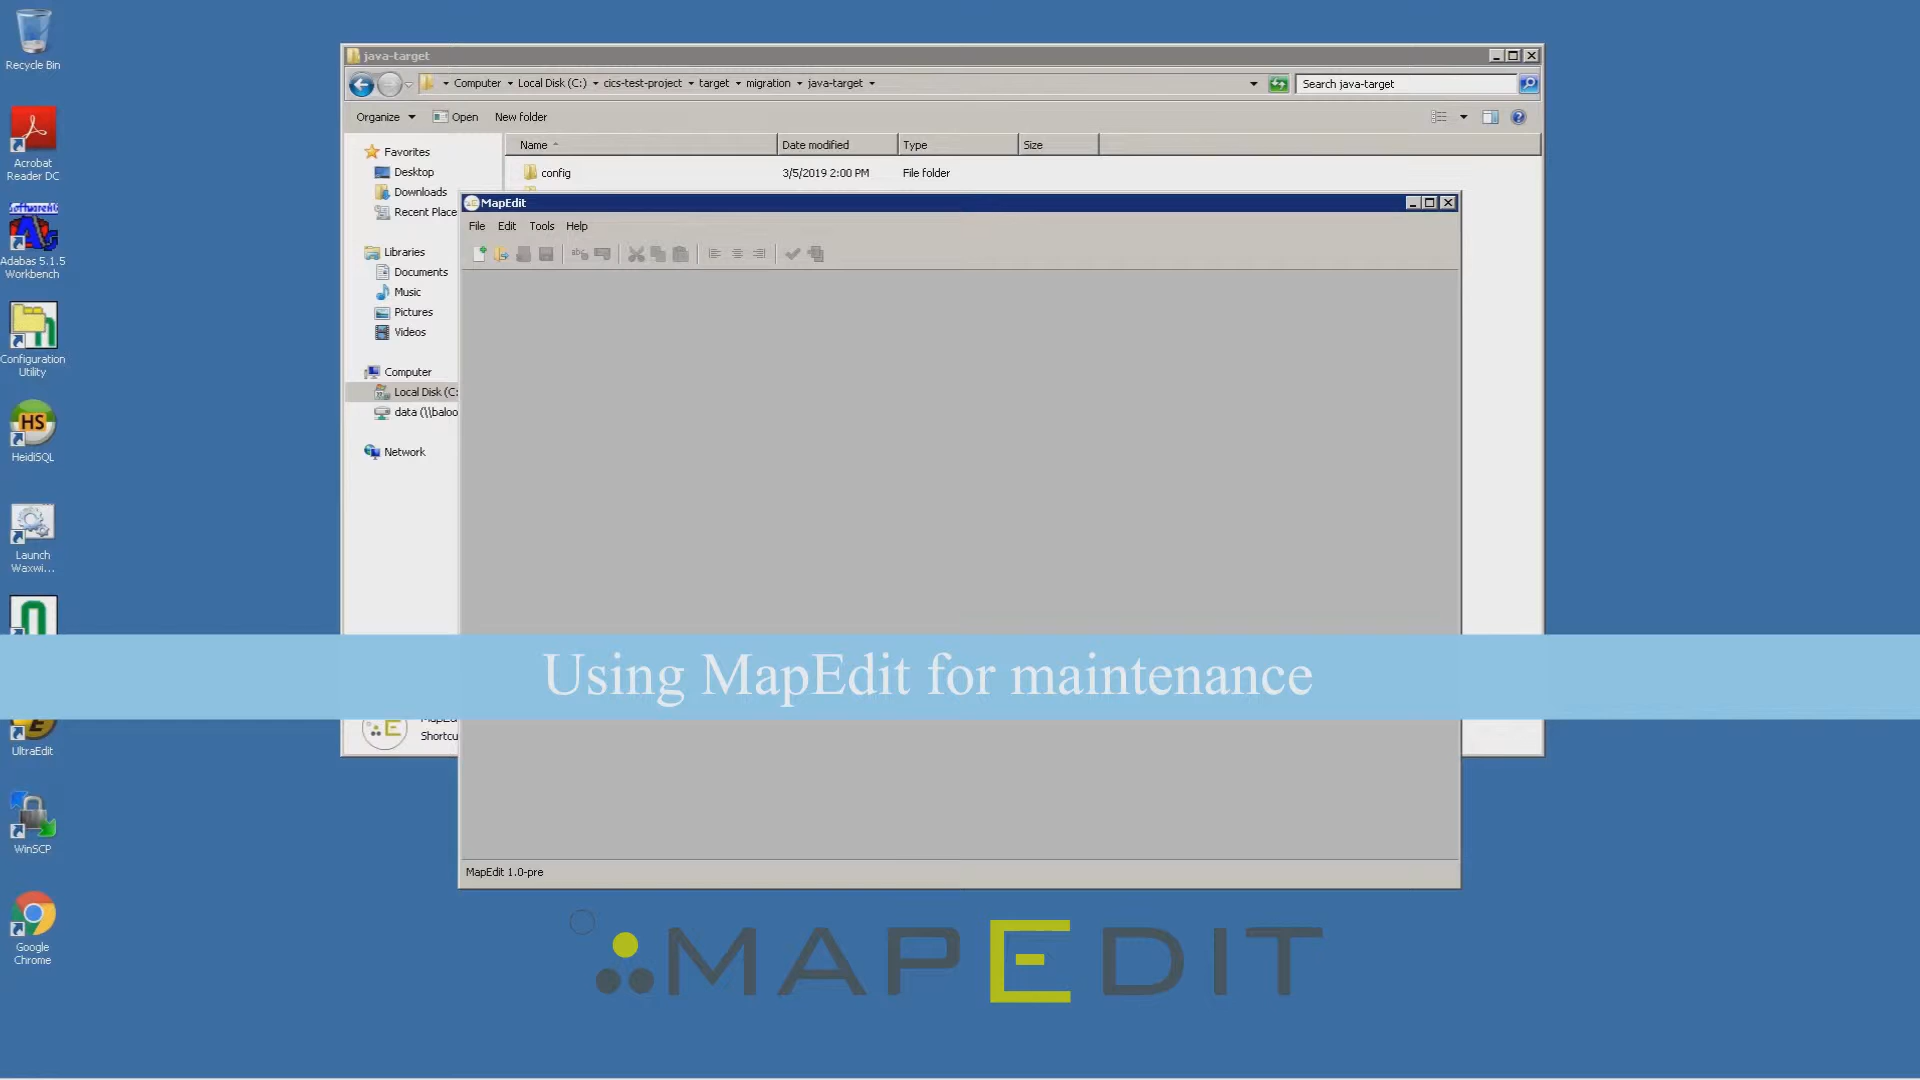 Recycle Bin
Acrobat
Reader DC
SoftwareAG
Adabas 5.1.5
Workbench
Configuration
Utility
HS
HeidiSQL
Launch
Waxwi...
UltraEdit
WinSCP
Google
Chrome
java-target
Computer
Local Disk (C:)
cics-test-project
target
migration
java-target
Search java-target
Organize
Open
New folder
Name
Date modified
Type
Size
Favorites
Desktop
Downloads
Recent Place
Libraries
Documents
Music
Pictures
Videos
Computer
Local Disk (C:
data (\\baloo
Network
config
3/5/2019 2:00 PM
File folder
MapEdit
File
Edit
Tools
Help
Using MapEdit for maintenance
Shortcu
MapEdit 1.0-pre
MAPEDIT